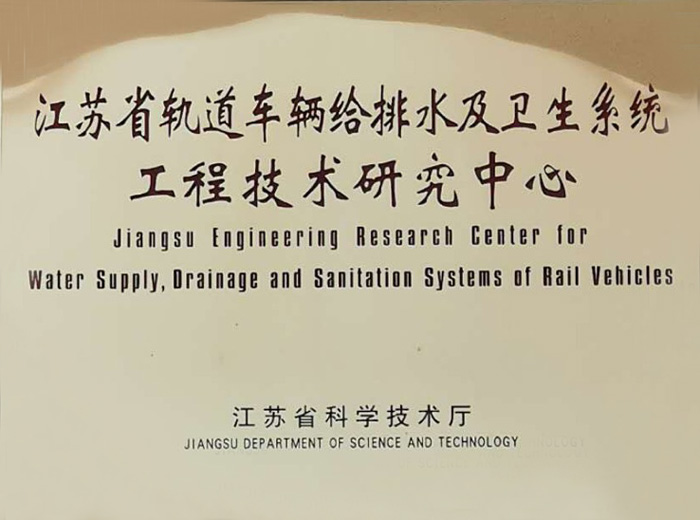 江苏省轨道车辆给排水及卫生系统
工程技术研究中心
Jiangsu Engineering Research Center for
Water Supply, Drainage and Sanitation Systems of Rail Vehicles
江苏省科学技术厅
JIANGSU DEPARTMENT OF SCIENCE AND TECHNOLOGY